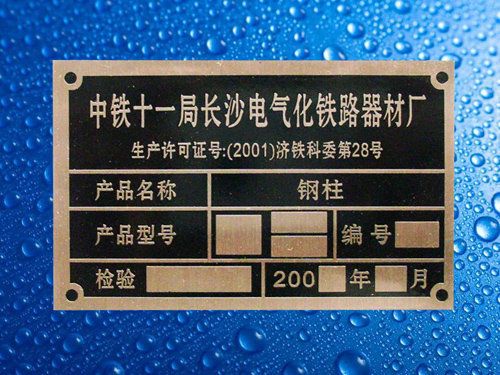 中铁十一局长沙电气化铁路器材厂
生产许可证号:(2001)济铁科委第28号
产品名称 钢柱
产品型号 编号
检验 200 年 月